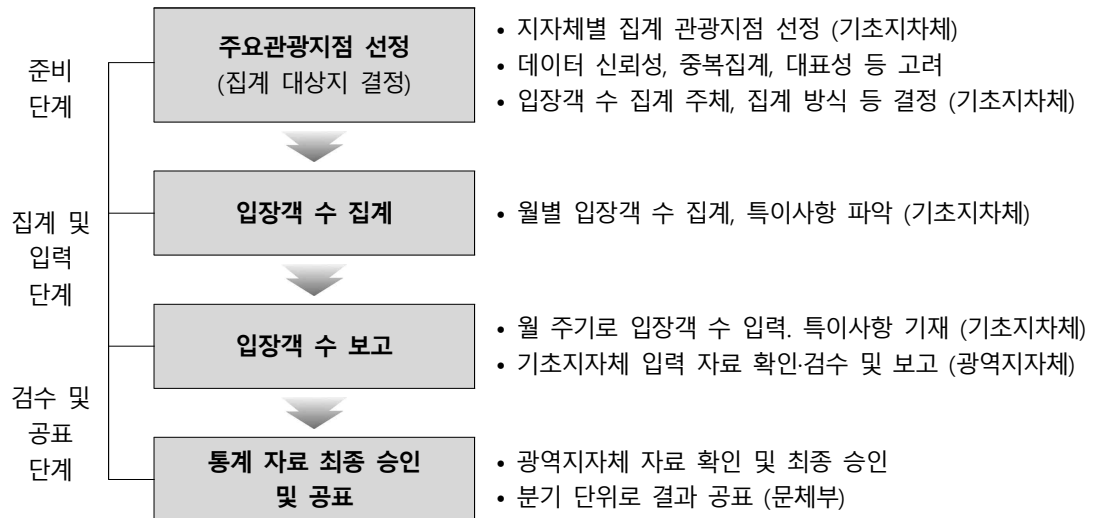 준비
단계
주요관광지점 선정
(집계 대상지 결정)
• 지자체별 집계 관광지점 선정 (기초지차체)
• 데이터 신뢰성, 중복집계, 대표성 등 고려
• 입장객 수 집계 주체, 집계 방식 등 결정 (기초지차체)
집계 및
입력
단계
입장객 수 집계
• 월별 입장객 수 집계, 특이사항 파악 (기초지차체)
입장객 수 보고
• 월 주기로 입장객 수 입력. 특이사항 기재 (기초지차체)
• 기초지자체 입력 자료 확인·검수 및 보고 (광역지자체)
검수 및
공표
단계
통계 자료 최종 승인
및 공표
• 광역지자체 자료 확인 및 최종 승인
• 분기 단위로 결과 공표 (문체부)